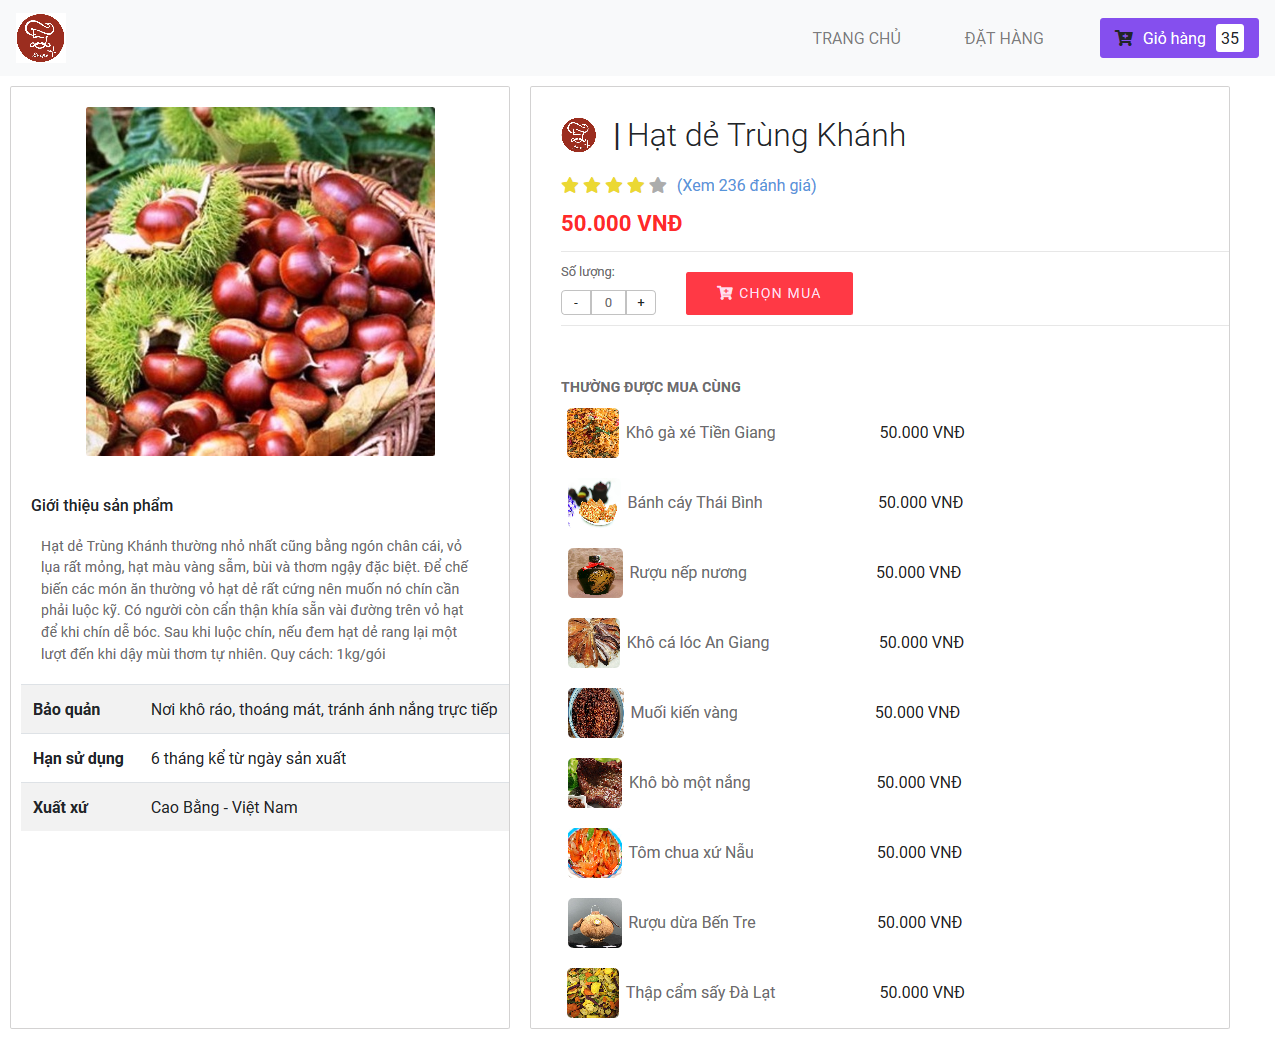 TRANG CHỦ
ĐẶT HÀNG
Giỏ hàng 35
| Hạt dẻ Trùng Khánh
(Xem 236 đánh giá)
50.000 VNĐ
Số lượng:
- 0 +
CHỌN MUA
THƯỜNG ĐƯỢC MUA CÙNG
Khô gà xé Tiền Giang 50.000 VNĐ
Bánh cáy Thái Bình 50.000 VNĐ
Rượu nếp nương 50.000 VNĐ
Khô cá lóc An Giang 50.000 VNĐ
Muối kiến vàng 50.000 VNĐ
Khô bò một nắng 50.000 VNĐ
Tôm chua xứ Nẫu 50.000 VNĐ
Rượu dừa Bến Tre 50.000 VNĐ
Thập cẩm sấy Đà Lạt 50.000 VNĐ
Giới thiệu sản phẩm
Hạt dẻ Trùng Khánh thường nhỏ nhất cũng bằng ngón chân cái, vỏ
lụa rất mỏng, hạt màu vàng sẫm, bùi và thơm ngậy đặc biệt. Để chế
biến các món ăn thường vỏ hạt dẻ rất cứng nên muốn nó chín cần
phải luộc kỹ. Có người còn cẩn thận khía sẵn vài đường trên vỏ hạt
để khi chín dễ bóc. Sau khi luộc chín, nếu đem hạt dẻ rang lại một
lượt đến khi dậy mùi thơm tự nhiên. Quy cách: 1kg/gói
Bảo quản Nơi khô ráo, thoáng mát, tránh ánh nắng trực tiếp
Hạn sử dụng 6 tháng kể từ ngày sản xuất
Xuất xứ Cao Bằng - Việt Nam